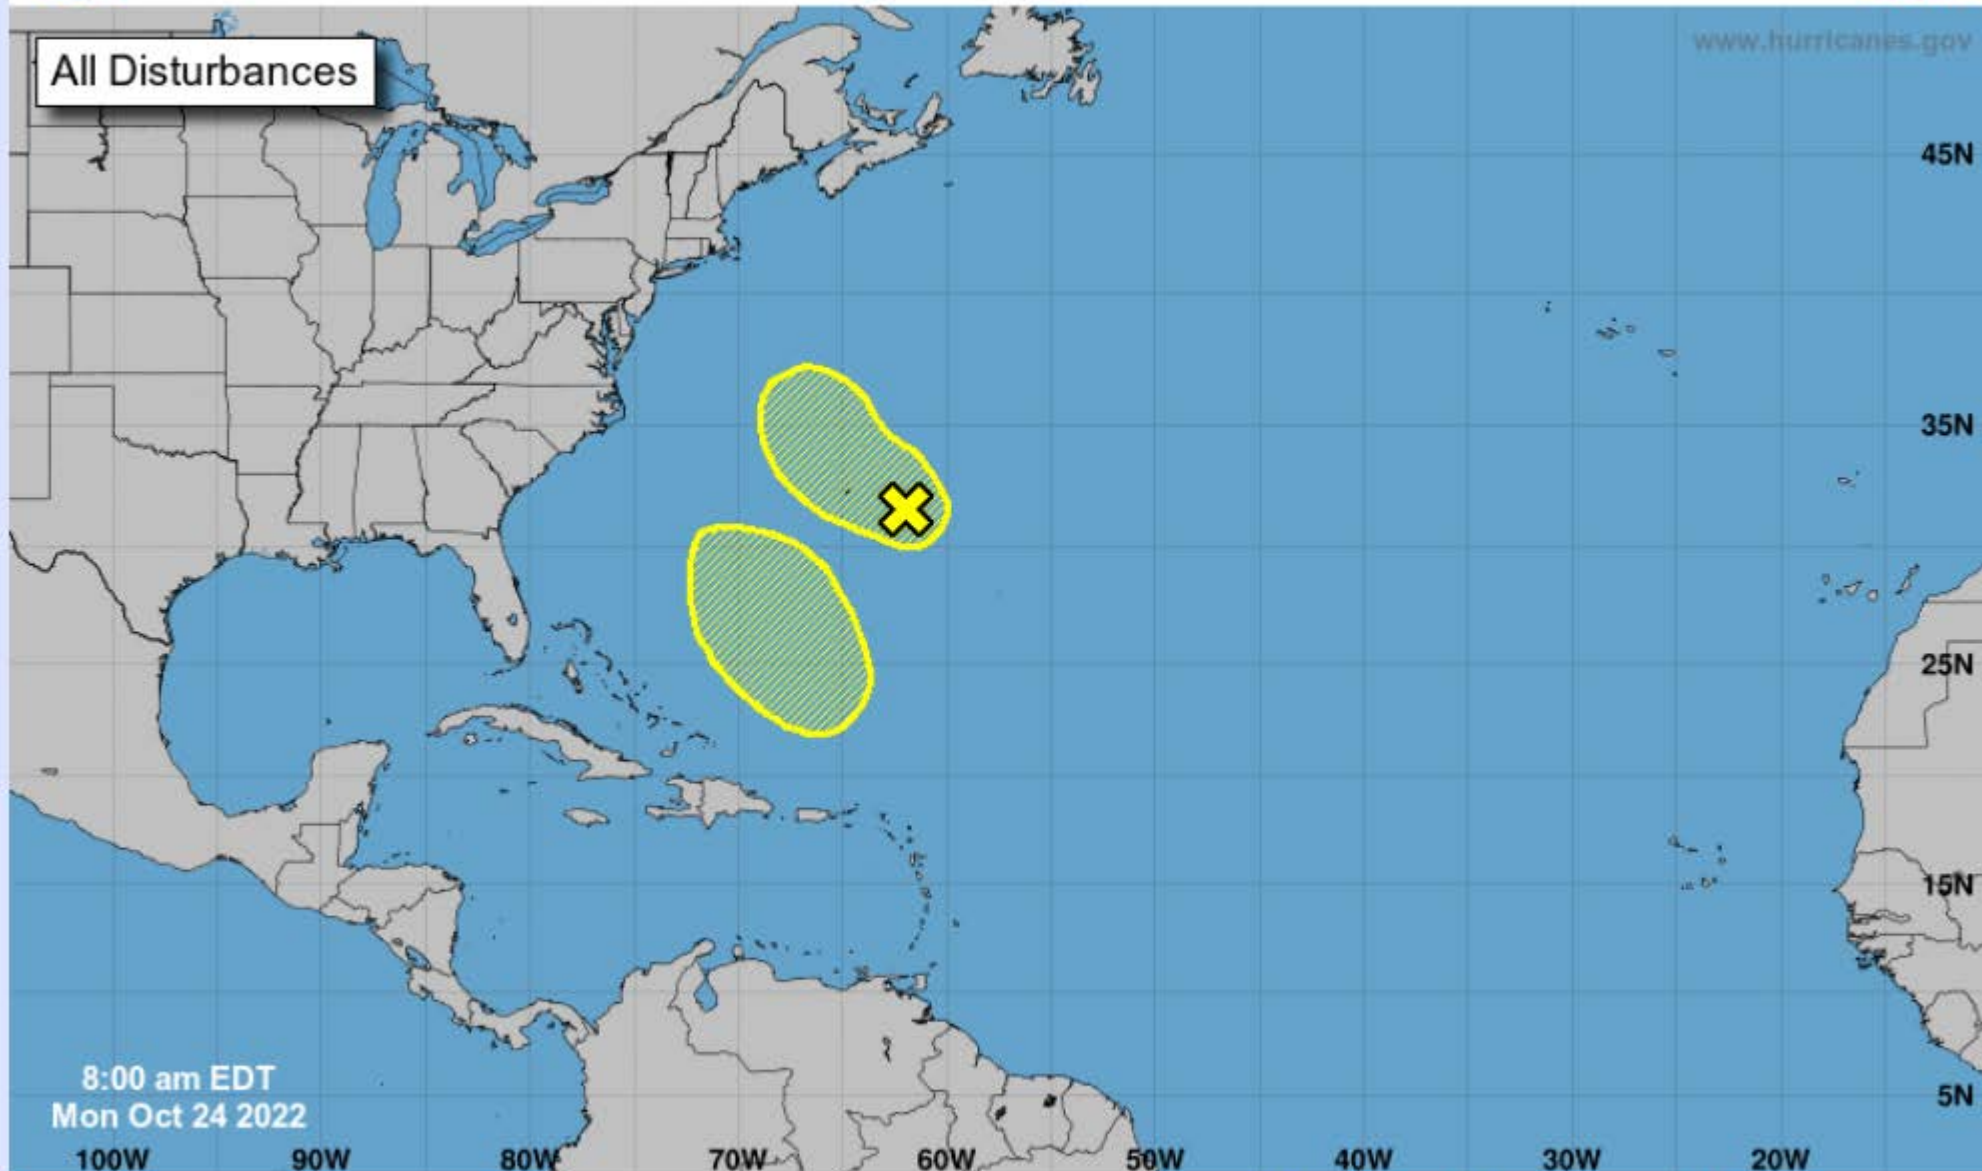 All Disturbances
www.hurricanes.gov
45N
35N
25N
15N
5N
8:00 am EDT
Mon Oct 24 2022
100W 90W 80W 70W 60W 50W 40W 30W 20W